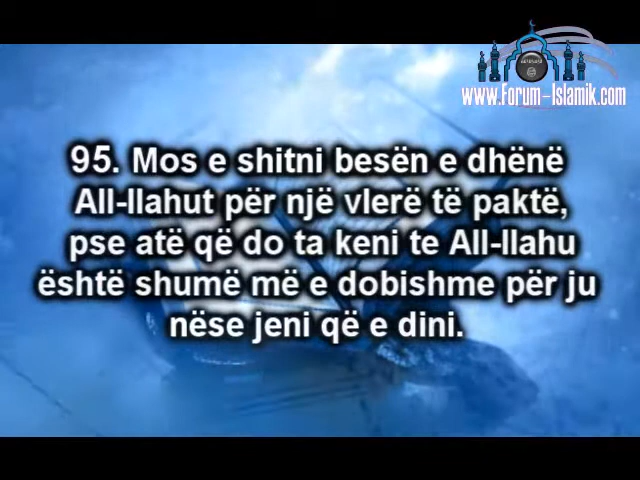 www.Forum-Islamik.com
95. Mos e shitni besën e dhënë
All-llahut për një vlerë të paktë,
pse atë që do ta keni te All-llahu
është shumë më e dobishme për ju
nëse jeni që e dini.